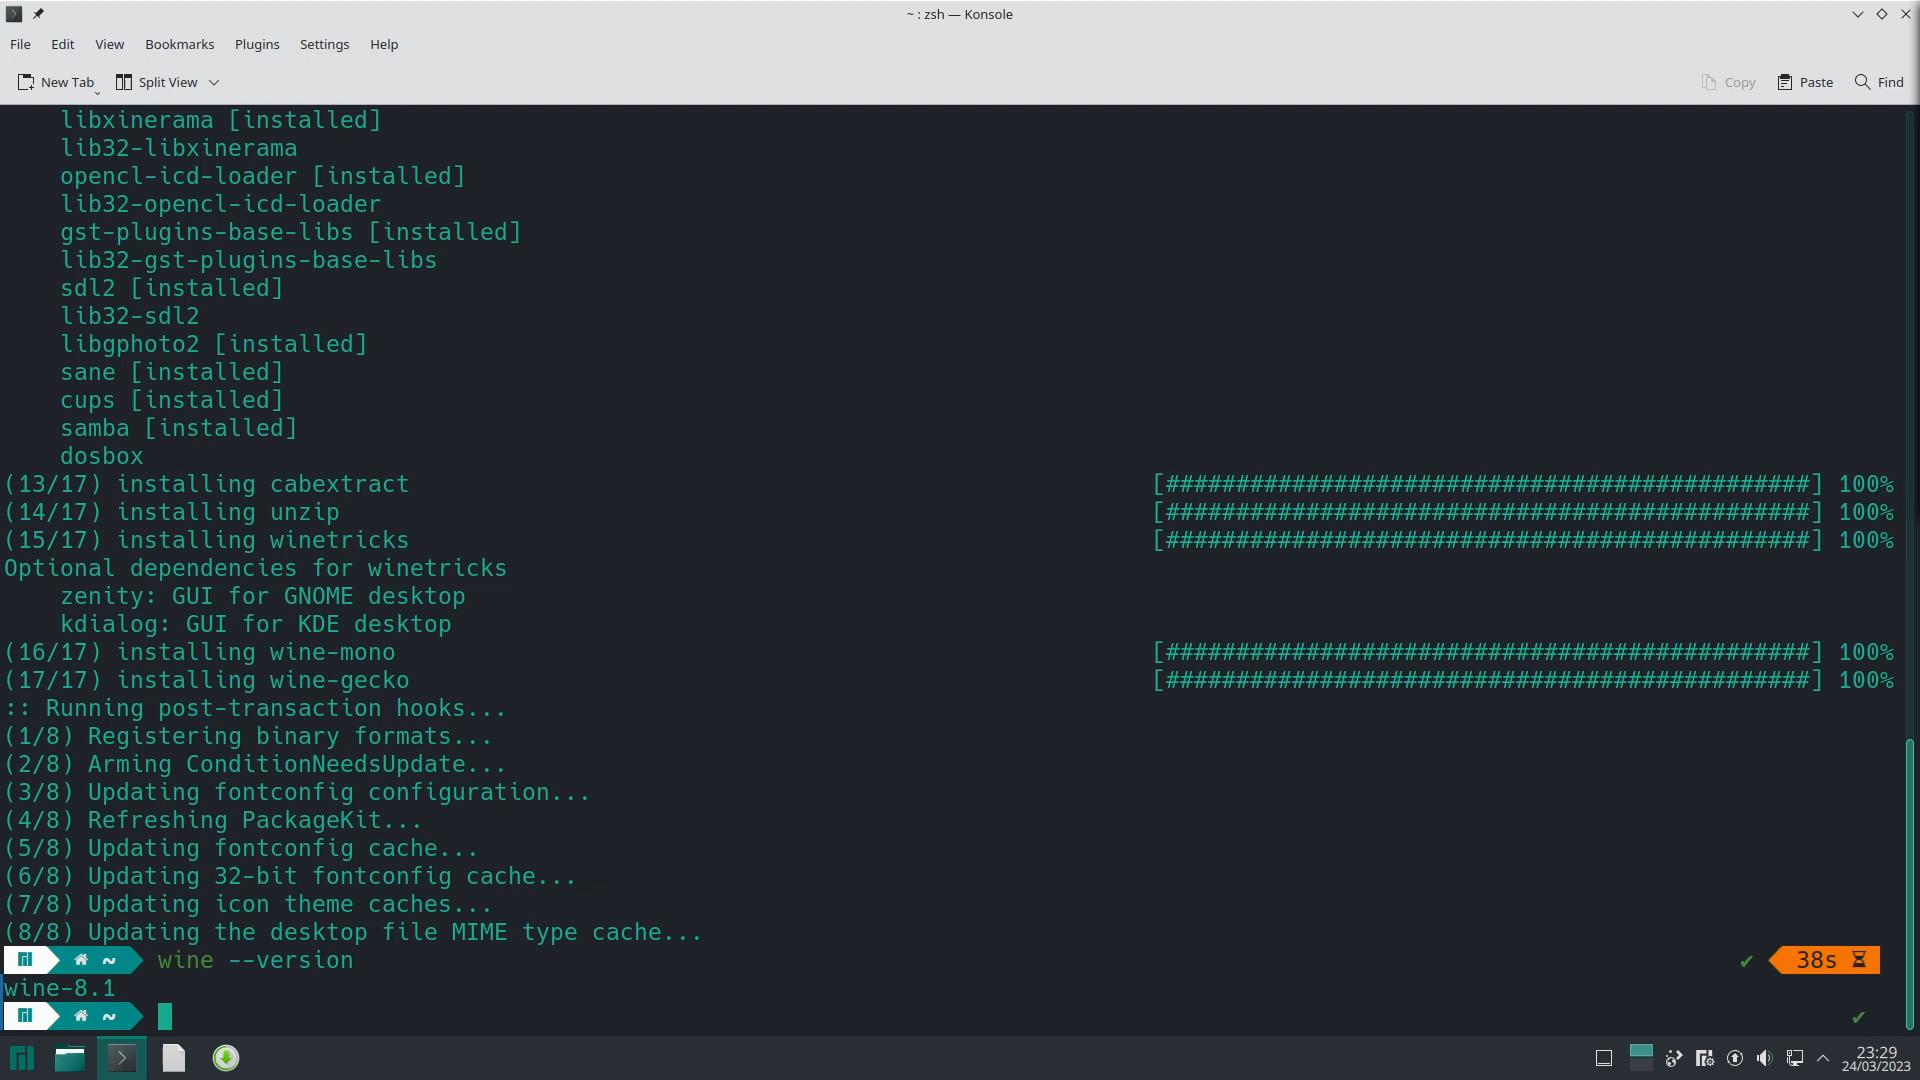 ~ : zsh — Konsole
File Edit View Bookmarks Plugins Settings Help
New Tab Split View Copy Paste Find
libxinerama [installed]
lib32-libxinerama
opencl-icd-loader [installed]
lib32-opencl-icd-loader
gst-plugins-base-libs [installed]
lib32-gst-plugins-base-libs
sdl2 [installed]
lib32-sdl2
libgphoto2 [installed]
sane [installed]
cups [installed]
samba [installed]
dosbox
(13/17) installing cabextract [##############################################] 100%
(14/17) installing unzip [##############################################] 100%
(15/17) installing winetricks [##############################################] 100%
Optional dependencies for winetricks
zenity: GUI for GNOME desktop
kdialog: GUI for KDE desktop
(16/17) installing wine-mono [##############################################] 100%
(17/17) installing wine-gecko [##############################################] 100%
:: Running post-transaction hooks...
(1/8) Registering binary formats...
(2/8) Arming ConditionNeedsUpdate...
(3/8) Updating fontconfig configuration...
(4/8) Refreshing PackageKit...
(5/8) Updating fontconfig cache...
(6/8) Updating 32-bit fontconfig cache...
(7/8) Updating icon theme caches...
(8/8) Updating the desktop file MIME type cache...
~ wine --version ✔ 38s
wine-8.1
~ ✔
23:29
24/03/2023